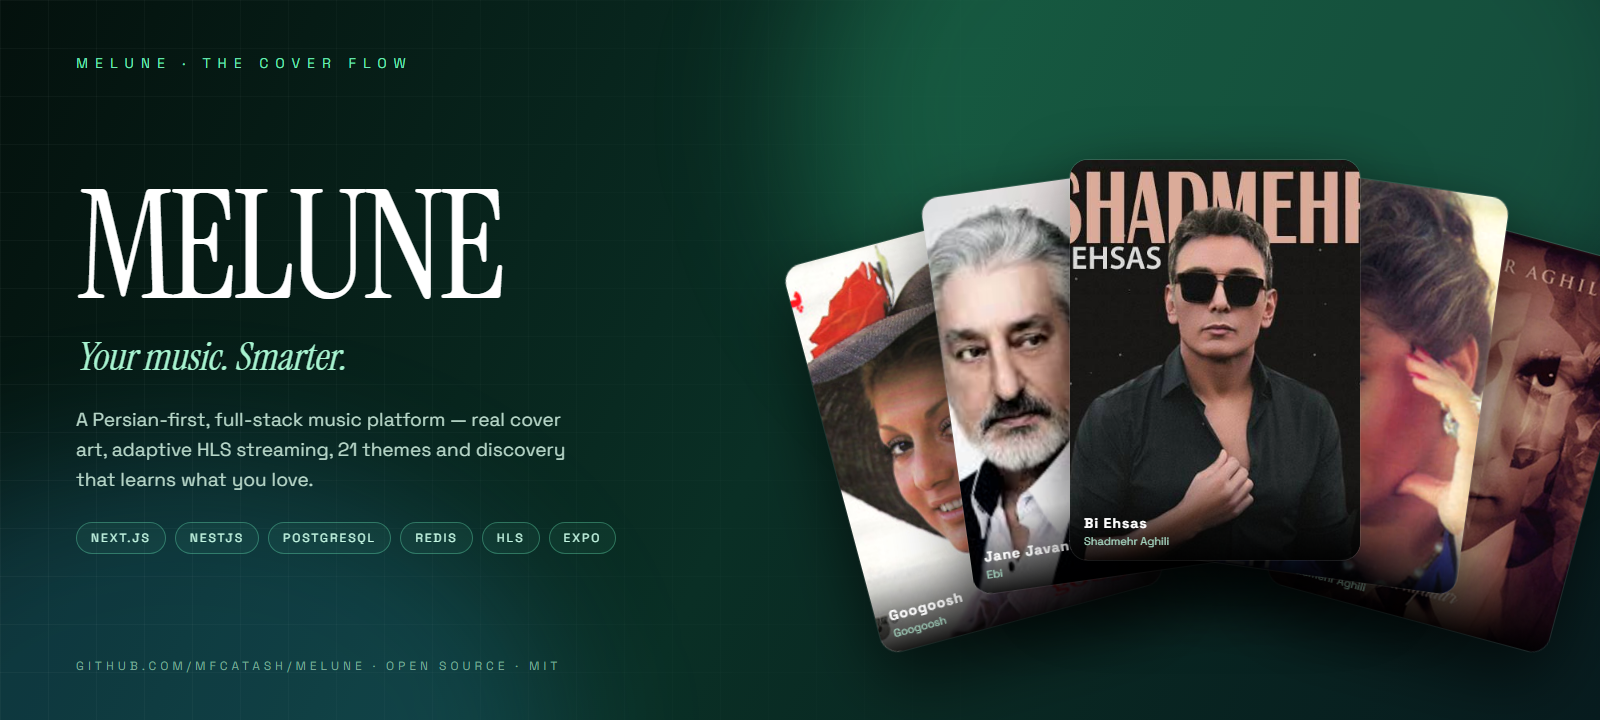 MELUNE · THE COVER FLOW
MELUNE
Your music. Smarter.
A Persian-first, full-stack music platform — real cover
art, adaptive HLS streaming, 21 themes and discovery
that learns what you love.
NEXT.JS NESTJS POSTGRESQL REDIS HLS EXPO
GITHUB.COM/MFCATASH/MELUNE · OPEN SOURCE · MIT
SHADMEHR
EHSAS
Bi Ehsas
Shadmehr Aghili
Jane Javan
Ebi
Googoosh
Googoosh
R AGHIL
Aghili